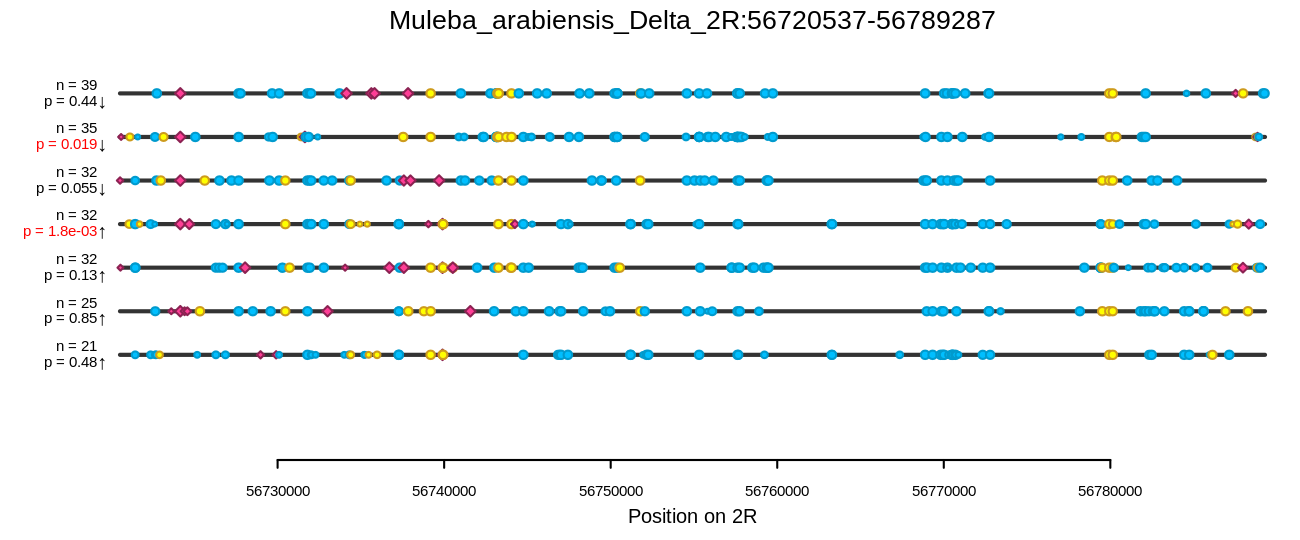 Muleba_arabiensis_Delta_2R:56720537-56789287
n = 39
p = 0.44↓
n = 35
p = 0.019↓
n = 32
p = 0.055↓
n = 32
p = 1.8e-03↑
n = 32
p = 0.13↑
n = 25
p = 0.85↑
n = 21
p = 0.48↑
56730000 56740000 56750000 56760000 56770000 56780000
Position on 2R